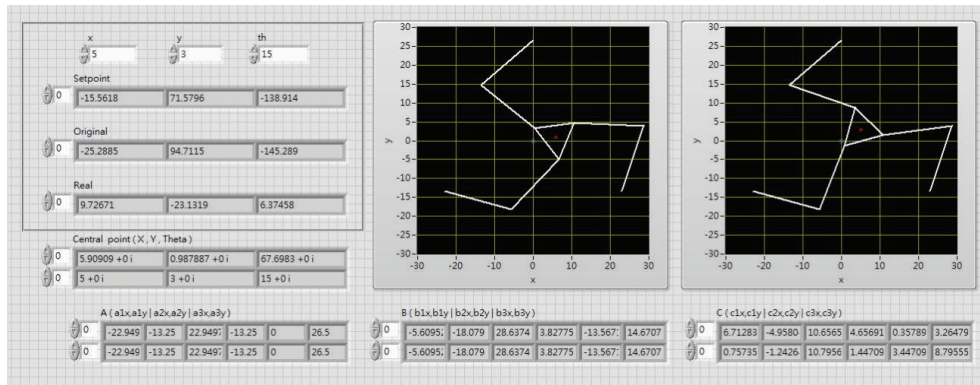 x y th
5 3 15
Setpoint
0 -15.5618 71.5796 -138.914
Original
0 -25.2885 94.7115 -145.289
Real
0 9.72671 -23.1319 6.37458
Central point (X , Y , Theta )
0 5.90909 +0 i 0.987887 +0 i 67.6983 +0 i
0 5 +0 i 3 +0 i 15 +0 i
30
25
20
15
10
5
0
-5
-10
-15
-20
-25
-30
y
-30 -20 -10 0 10 20 30
x
30
25
20
15
10
5
0
-5
-10
-15
-20
-25
-30
y
-30 -20 -10 0 10 20 30
x
A ( a1x,a1y | a2x,a2y | a3x,a3y )
0 -22.949 -13.25 22.949 -13.25 0 26.5
0 -22.949 -13.25 22.949 -13.25 0 26.5
B ( b1x,b1y | b2x,b2y | b3x,b3y )
0 -5.6095 -18.079 28.6374 3.82775 -13.567 14.6707
0 -5.6095 -18.079 28.6374 3.82775 -13.567 14.6707
C ( c1x,c1y | c2x,c2y | c3x,c3y )
0 6.71283 -4.9580 10.6565 4.65691 0.35789 3.26479
0 0.75735 -1.2426 10.7956 1.44709 3.44709 8.79555